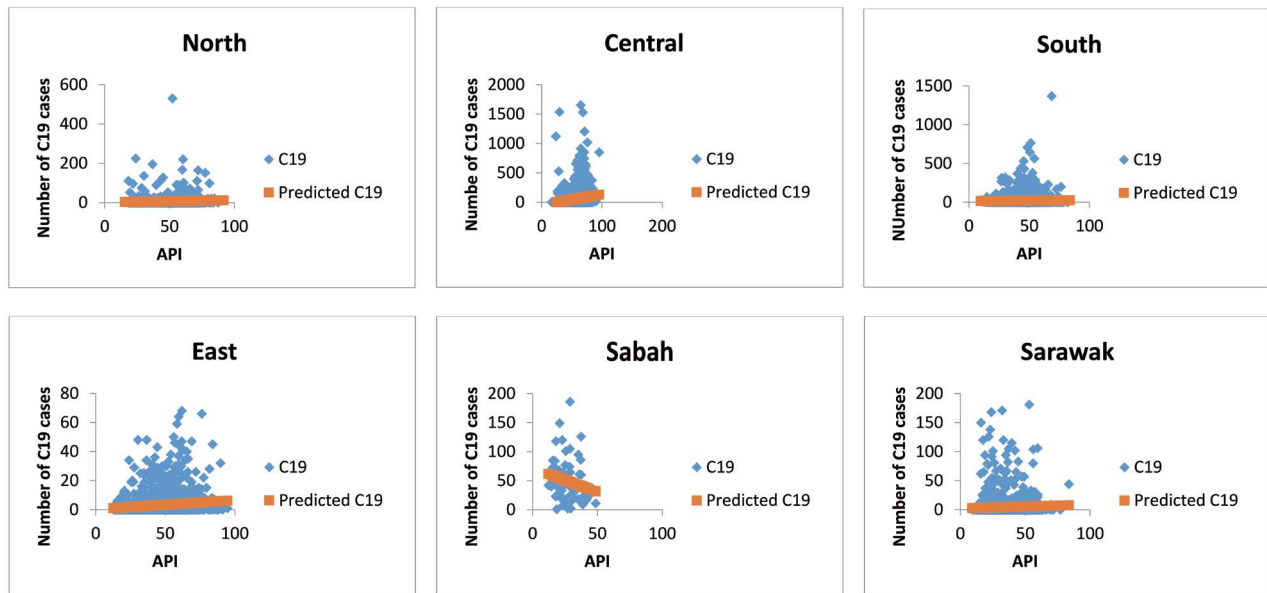 North
Number of C19 cases
600
400
200
0
0 50 100
API
C19
Predicted C19
Central
Numbe of C19 cases
2000
1500
1000
500
0
0 100 200
API
C19
Predicted C19
South
NUmber of C19 cases
1500
1000
500
0
0 50 100
API
C19
Predicted C19
East
Number of C19 cases
80
60
40
20
0
0 50 100
API
C19
Predicted C19
Sabah
Number of C19 cases
200
150
100
50
0
0 50 100
API
C19
Predicted C19
Sarawak
Number of C19 cases
200
150
100
50
0
0 50 100
API
C19
Predicted C19